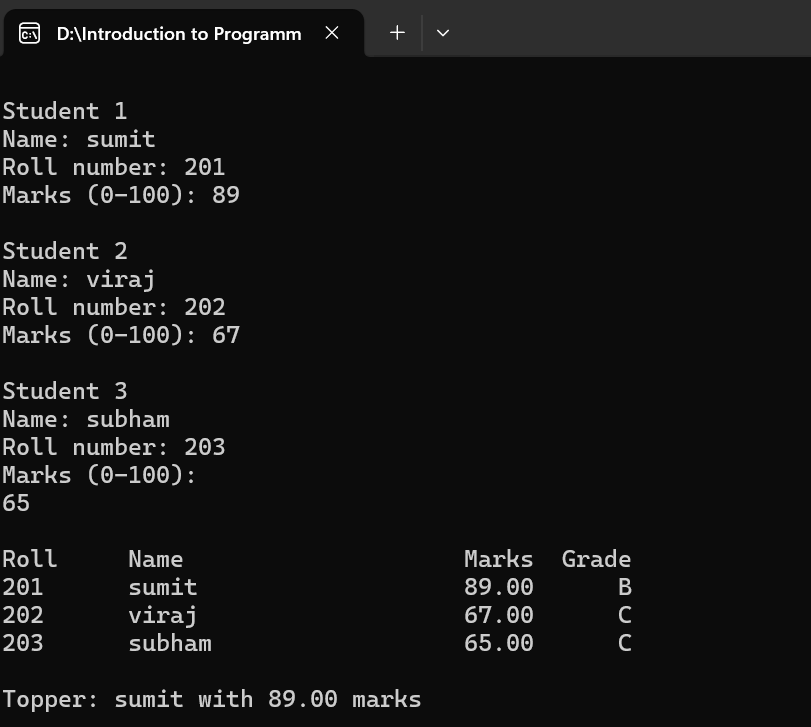 D:\Introduction to Programm
Student 1
Name: sumit
Roll number: 201
Marks (0-100): 89
Student 2
Name: viraj
Roll number: 202
Marks (0-100): 67
Student 3
Name: subham
Roll number: 203
Marks (0-100):
65
Roll     Name                    Marks  Grade
201      sumit                   89.00      B
202      viraj                   67.00      C
203      subham                  65.00      C
Topper: sumit with 89.00 marks